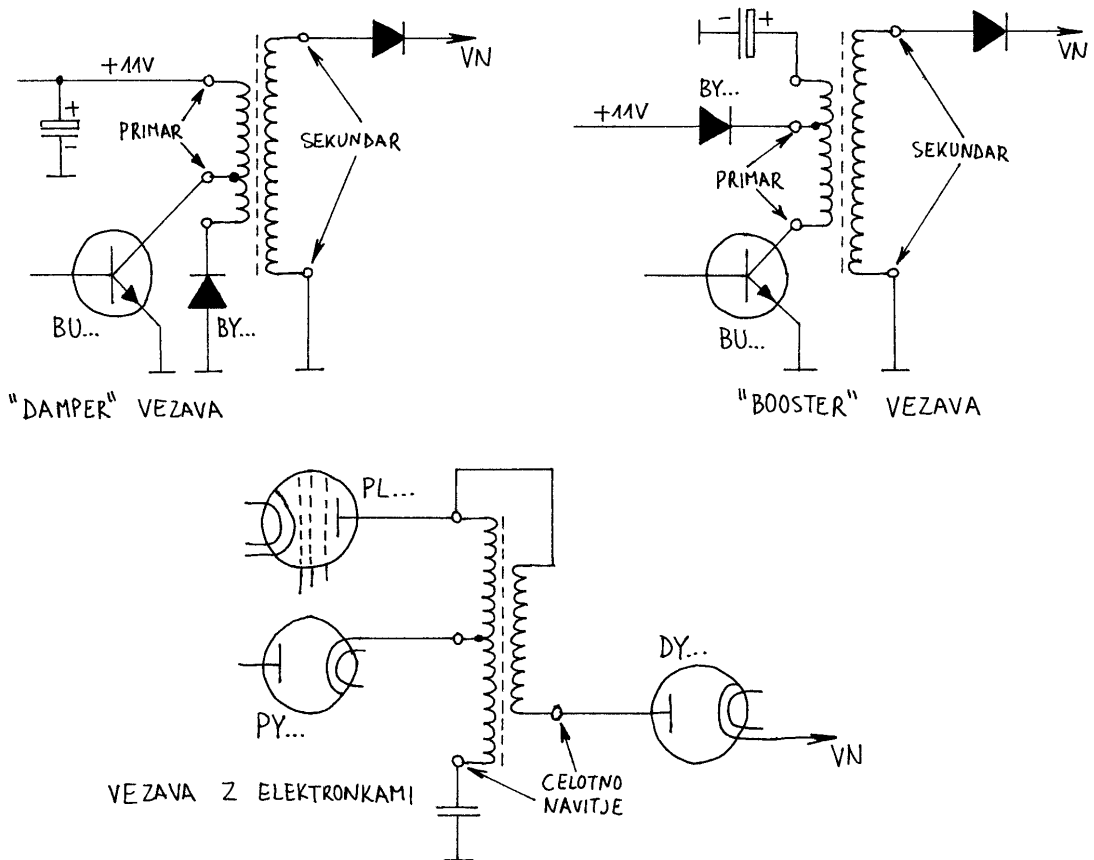 +11V
+
-
PRIMAR
SEKUNDAR
VN
BU...
BY...
"DAMPER" VEZAVA
- +
BY...
+11V
PRIMAR
SEKUNDAR
VN
BU...
"BOOSTER" VEZAVA
PL...
PY...
DY...
VN
CELOTNO
NAVITJE
VEZAVA Z ELEKTRONKAMI